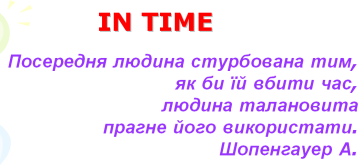 IN TIME
Посередня людина стурбована тим,
як би їй вбити час,
людина талановита
прагне його використати.
Шопенгауер А.